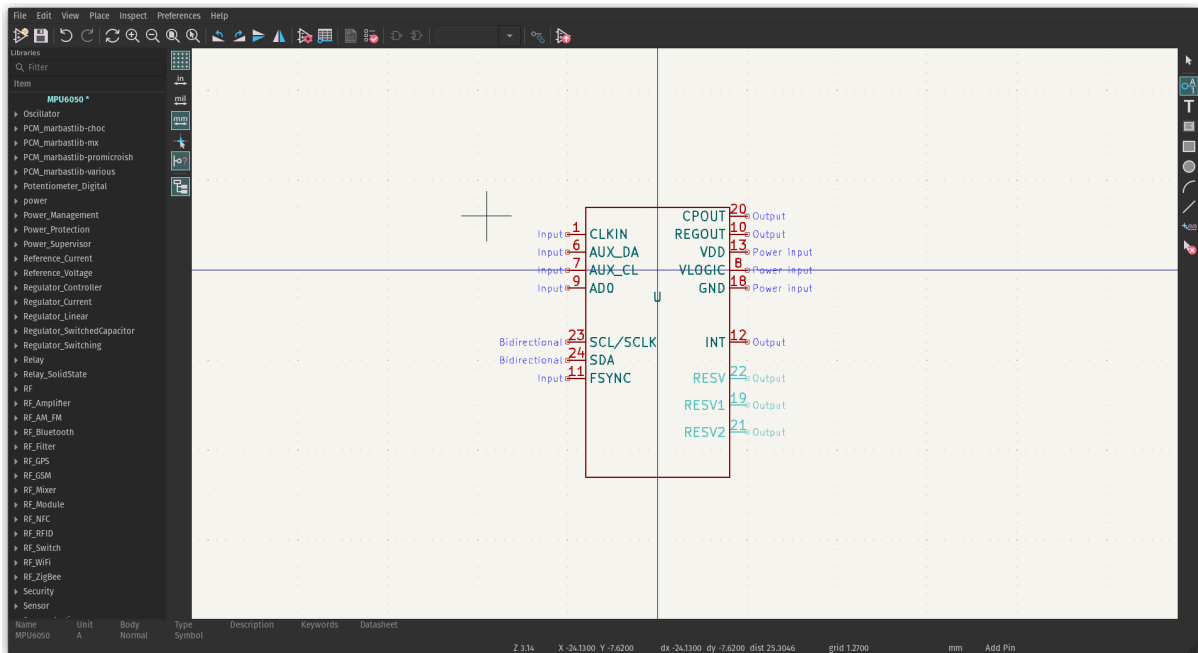 File Edit View Place Inspect Preferences Help
Libraries
Filter
Item
MPU6050 *
Oscillator
PCM_marbastlib-choc
PCM_marbastlib-mx
PCM_marbastlib-promicroish
PCM_marbastlib-various
Potentiometer_Digital
power
Power_Management
Power_Protection
Power_Supervisor
Reference_Current
Reference_Voltage
Regulator_Controller
Regulator_Current
Regulator_Linear
Regulator_SwitchedCapacitor
Regulator_Switching
Relay
Relay_SolidState
RF
RF_Amplifier
RF_AM_FM
RF_Bluetooth
RF_Filter
RF_GPS
RF_GSM
RF_Mixer
RF_Module
RF_NFC
RF_RFID
RF_Switch
RF_WiFi
RF_ZigBee
Security
Sensor
in
mil
mm
Input 1 CLKIN
Input 6 AUX_DA
Input 7 AUX_CL
Input 9 AD0
Bidirectional 23 SCL/SCLK
Bidirectional 24 SDA
Input 11 FSYNC
U
CPOUT 20 Output
REGOUT 10 Output
VDD 13 Power input
VLOGIC 8 Power input
GND 18 Power input
INT 12 Output
RESV 22 Output
RESV1 19 Output
RESV2 21 Output
Name Unit Body Type Description Keywords Datasheet
MPU6050 A Normal Symbol
Z 3.14 X -24.1300 Y -7.6200 dx -24.1300 dy -7.6200 dist 25.3046 grid 1.2700 mm Add Pin